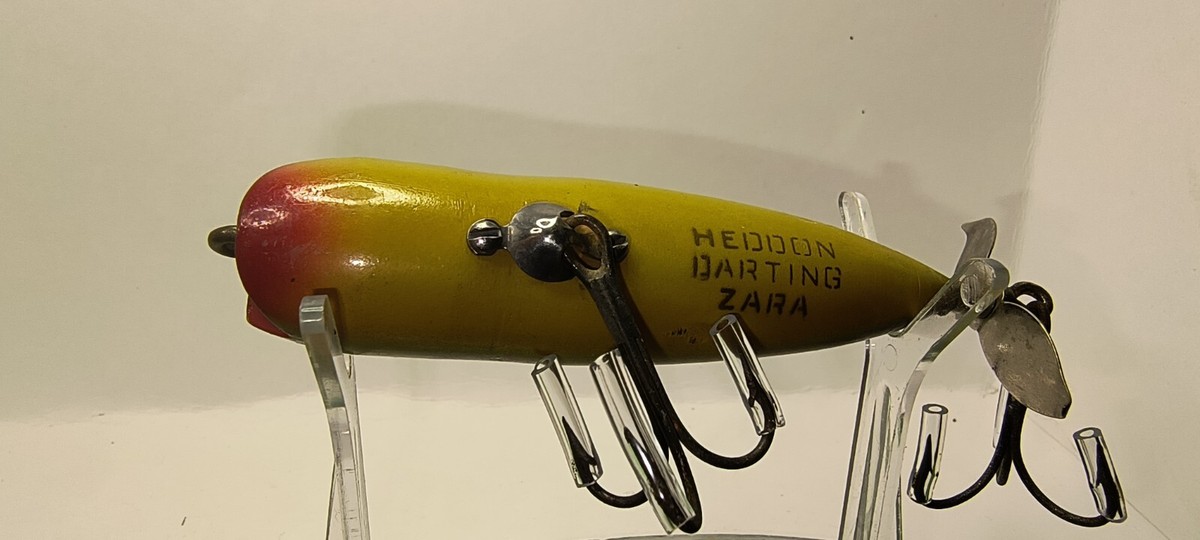 HEDDON
DARTING
ZARA